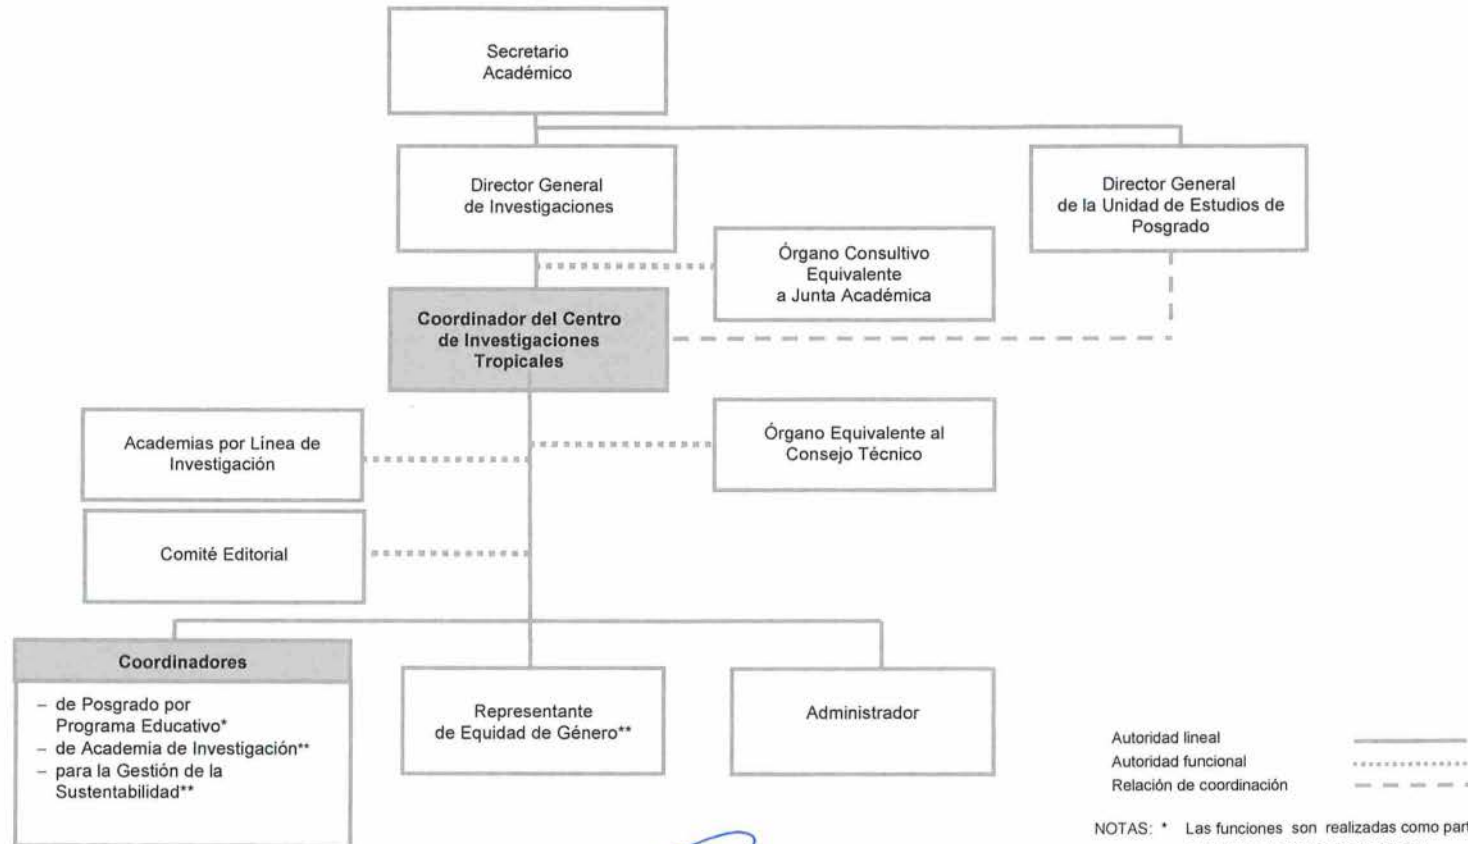 Secretario
Académico
Director General
de Investigaciones
Director General
de la Unidad de Estudios de
Posgrado
Órgano Consultivo
Equivalente
a Junta Académica
Coordinador del Centro
de Investigaciones
Tropicales
Academias por Línea de
Investigación
Órgano Equivalente al
Consejo Técnico
Comité Editorial
Coordinadores
– de Posgrado por
Programa Educativo*
– de Academia de Investigación**
– para la Gestión de la
Sustentabilidad**
Representante
de Equidad de Género**
Administrador
Autoridad lineal
Autoridad funcional
Relación de coordinación
NOTAS: * Las funciones son realizadas como part